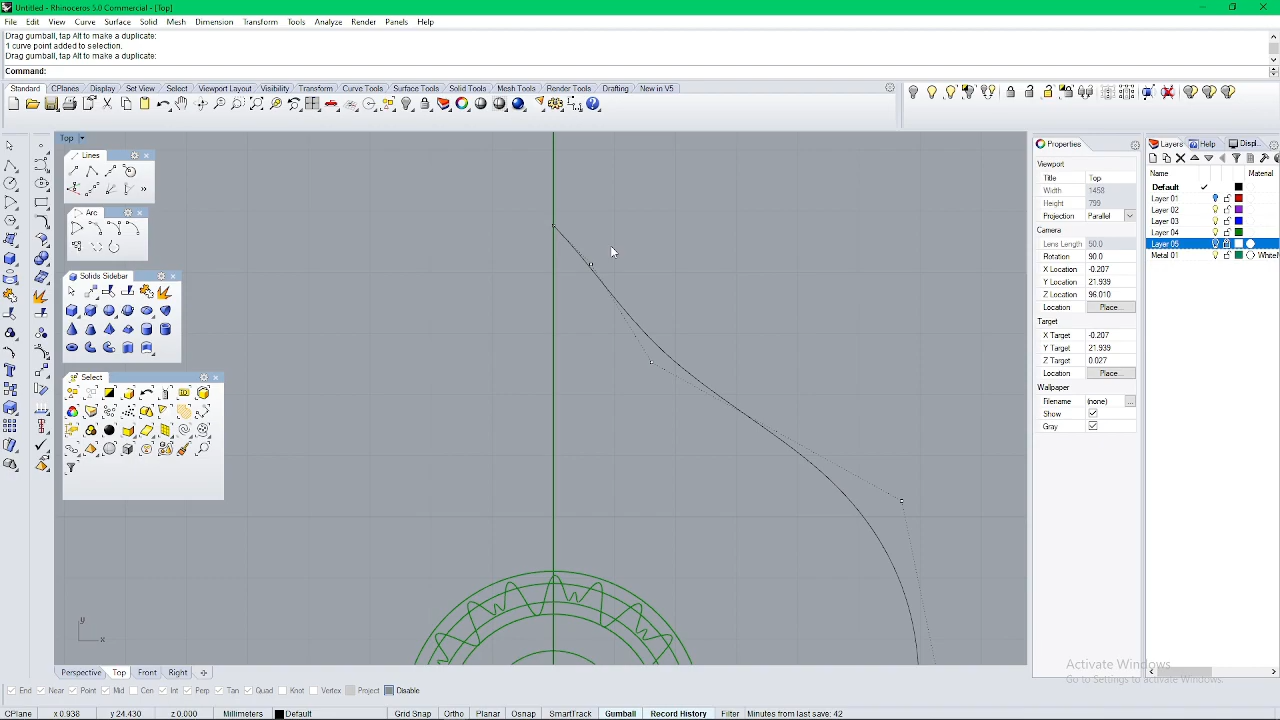 Untitled - Rhinoceros 5.0 Commercial - [Top]
File Edit View Curve Surface Solid Mesh Dimension Transform Tools Analyze Render Panels Help
Drag gumball, tap Alt to make a duplicate:
1 curve point added to selection.
Drag gumball, tap Alt to make a duplicate:
Command:
Standard CPlanes Display Set View Select Viewport Layout Visibility Transform Curve Tools Surface Tools Solid Tools Mesh Tools Render Tools Drafting New in V5
Top
Lines
Arc
Solids Sidebar
Select
Properties
Viewport
Title Top
Width 1458
Height 799
Projection Parallel
Camera
Lens Length 50.0
Rotation 90.0
X Location -0.207
Y Location 21.939
Z Location 96.010
Location Place...
Target
X Target -0.207
Y Target 21.939
Z Target 0.027
Location Place...
Wallpaper
Filename (none) ...
Show
Gray
Layers Help Displ...
Name Material
Default
Layer 01
Layer 02
Layer 03
Layer 04
Layer 05
Metal 01 White
y
x
Activate Windows
Go to Settings to activate Windows.
Perspective Top Front Right
End Near Point Mid Cen Int Perp Tan Quad Knot Vertex Project Disable
CPlane x 0.938 y 24.430 z 0.000 Millimeters Default Grid Snap Ortho Planar Osnap SmartTrack Gumball Record History Filter Minutes from last save: 42